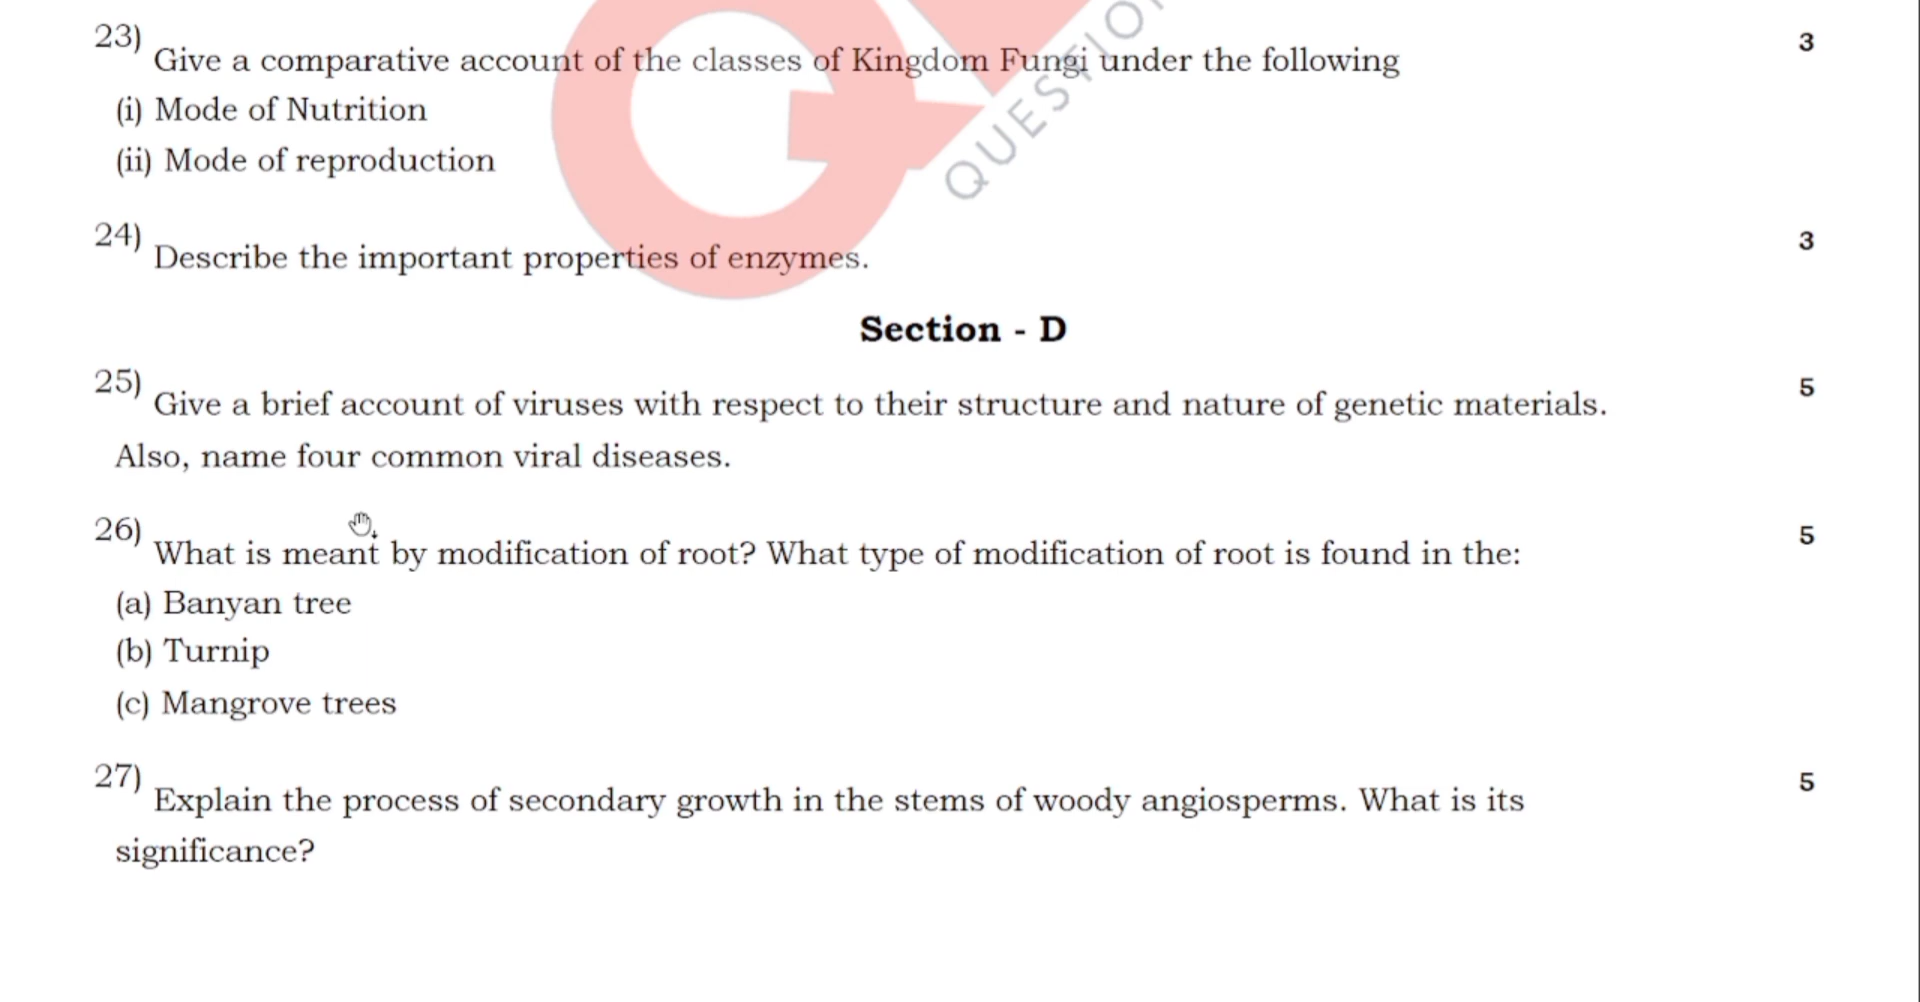 23)
Give a comparative account of the classes of Kingdom Fungi under the following 3
(i) Mode of Nutrition
(ii) Mode of reproduction
24)
Describe the important properties of enzymes. 3
Section - D
25)
Give a brief account of viruses with respect to their structure and nature of genetic materials. 5
Also, name four common viral diseases.
26)
What is meant by modification of root? What type of modification of root is found in the: 5
(a) Banyan tree
(b) Turnip
(c) Mangrove trees
27)
Explain the process of secondary growth in the stems of woody angiosperms. What is its 5
significance?